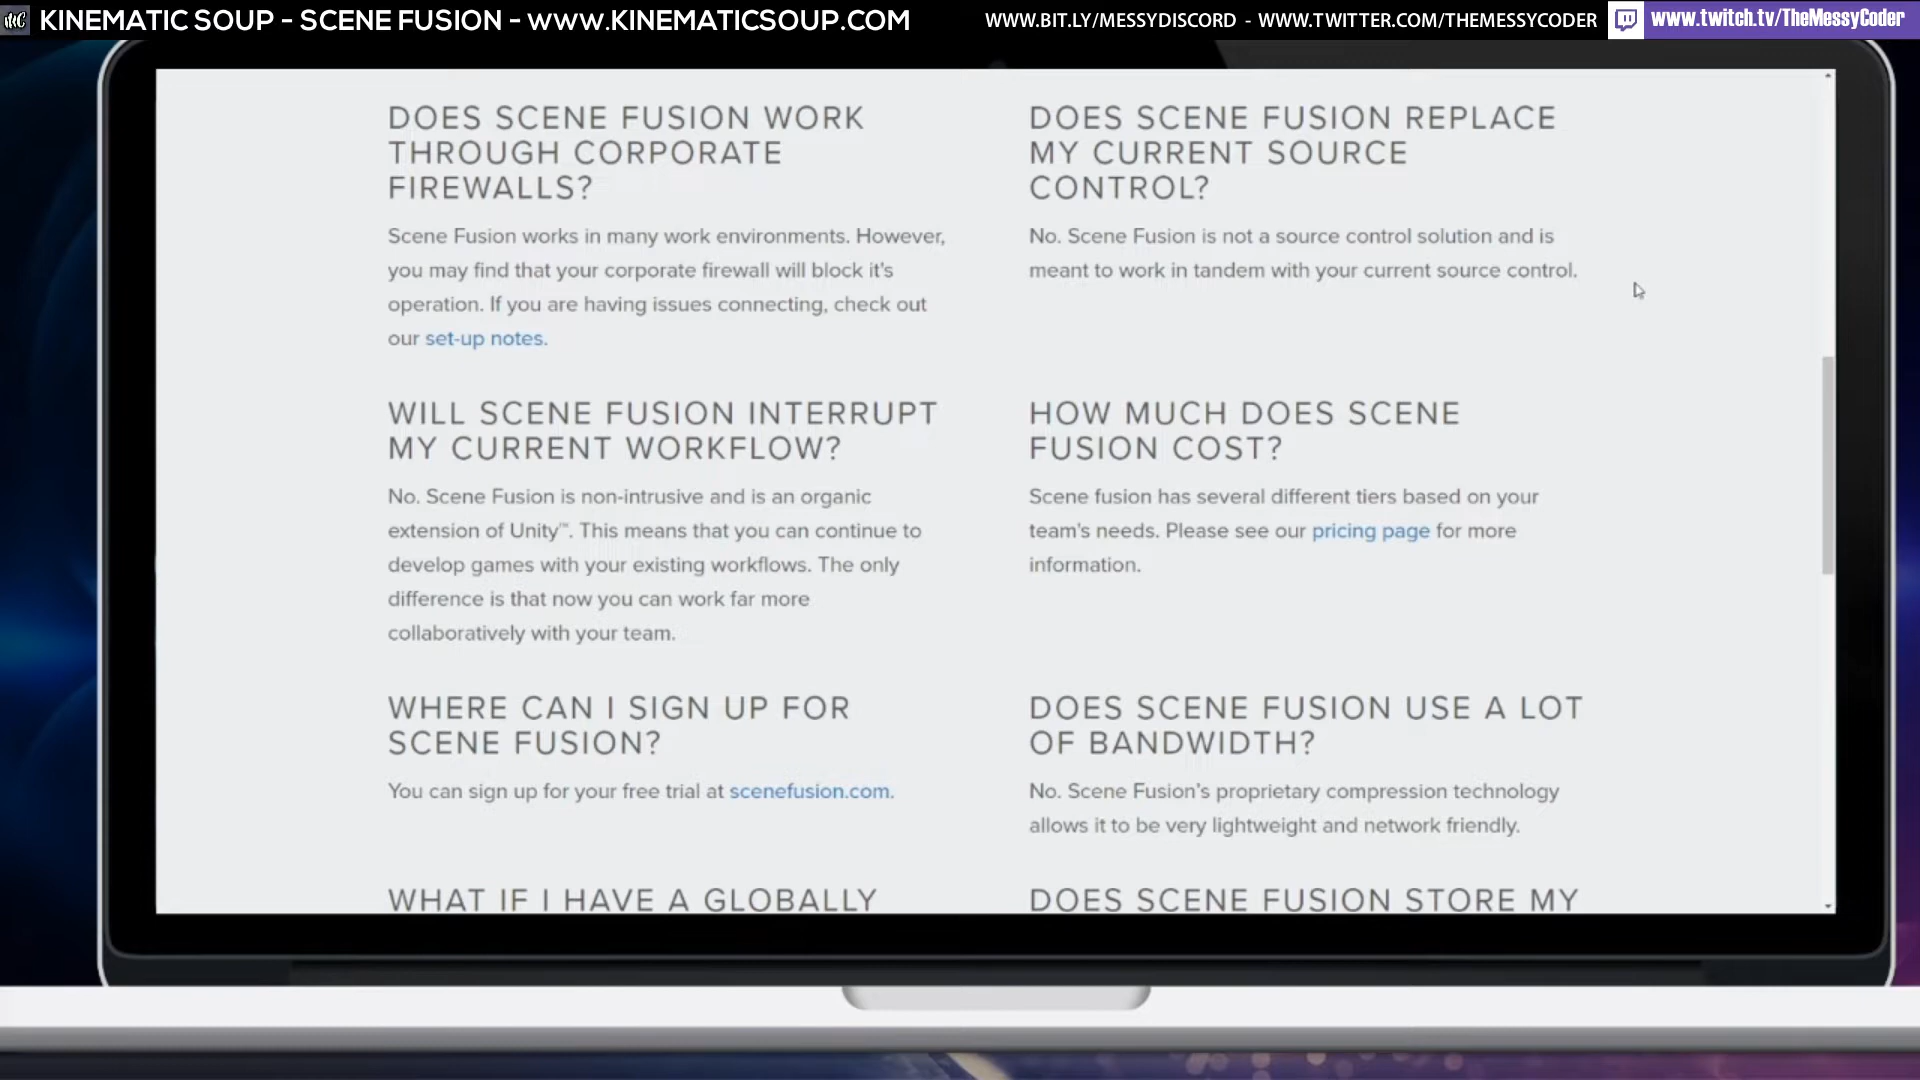 KINEMATIC SOUP - SCENE FUSION - www.KINEMATICSOUP.COM
WWW.BIT.LY/MESSYDISCORD - WWW.TWITTER.COM/THEMESSYCODER
www.twitch.tv/TheMessyCoder
DOES SCENE FUSION WORK
THROUGH CORPORATE
FIREWALLS?
Scene Fusion works in many work environments. However,
you may find that your corporate firewall will block it's
operation. If you are having issues connecting, check out
our set-up notes.
DOES SCENE FUSION REPLACE
MY CURRENT SOURCE
CONTROL?
No. Scene Fusion is not a source control solution and is
meant to work in tandem with your current source control.
WILL SCENE FUSION INTERRUPT
MY CURRENT WORKFLOW?
No. Scene Fusion is non-intrusive and is an organic
extension of Unity™. This means that you can continue to
develop games with your existing workflows. The only
difference is that now you can work far more
collaboratively with your team.
HOW MUCH DOES SCENE
FUSION COST?
Scene fusion has several different tiers based on your
team's needs. Please see our pricing page for more
information.
WHERE CAN I SIGN UP FOR
SCENE FUSION?
You can sign up for your free trial at scenefusion.com.
DOES SCENE FUSION USE A LOT
OF BANDWIDTH?
No. Scene Fusion's proprietary compression technology
allows it to be very lightweight and network friendly.
WHAT IF I HAVE A GLOBALLY
DOES SCENE FUSION STORE MY